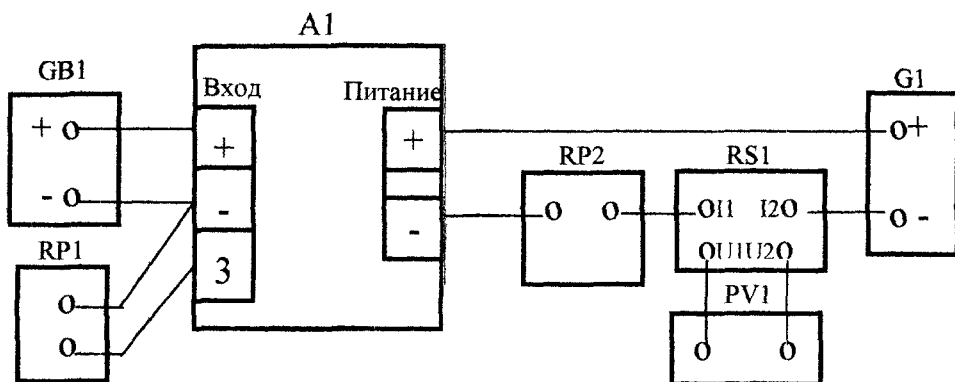 A1
GB1
Вход
Питание
G1
+ O
+
+
O +
RP2
RS1
- O
-
-
O O
OI1 I2O
O -
RP1
3
OU1U2O
O
O
PV1
O O